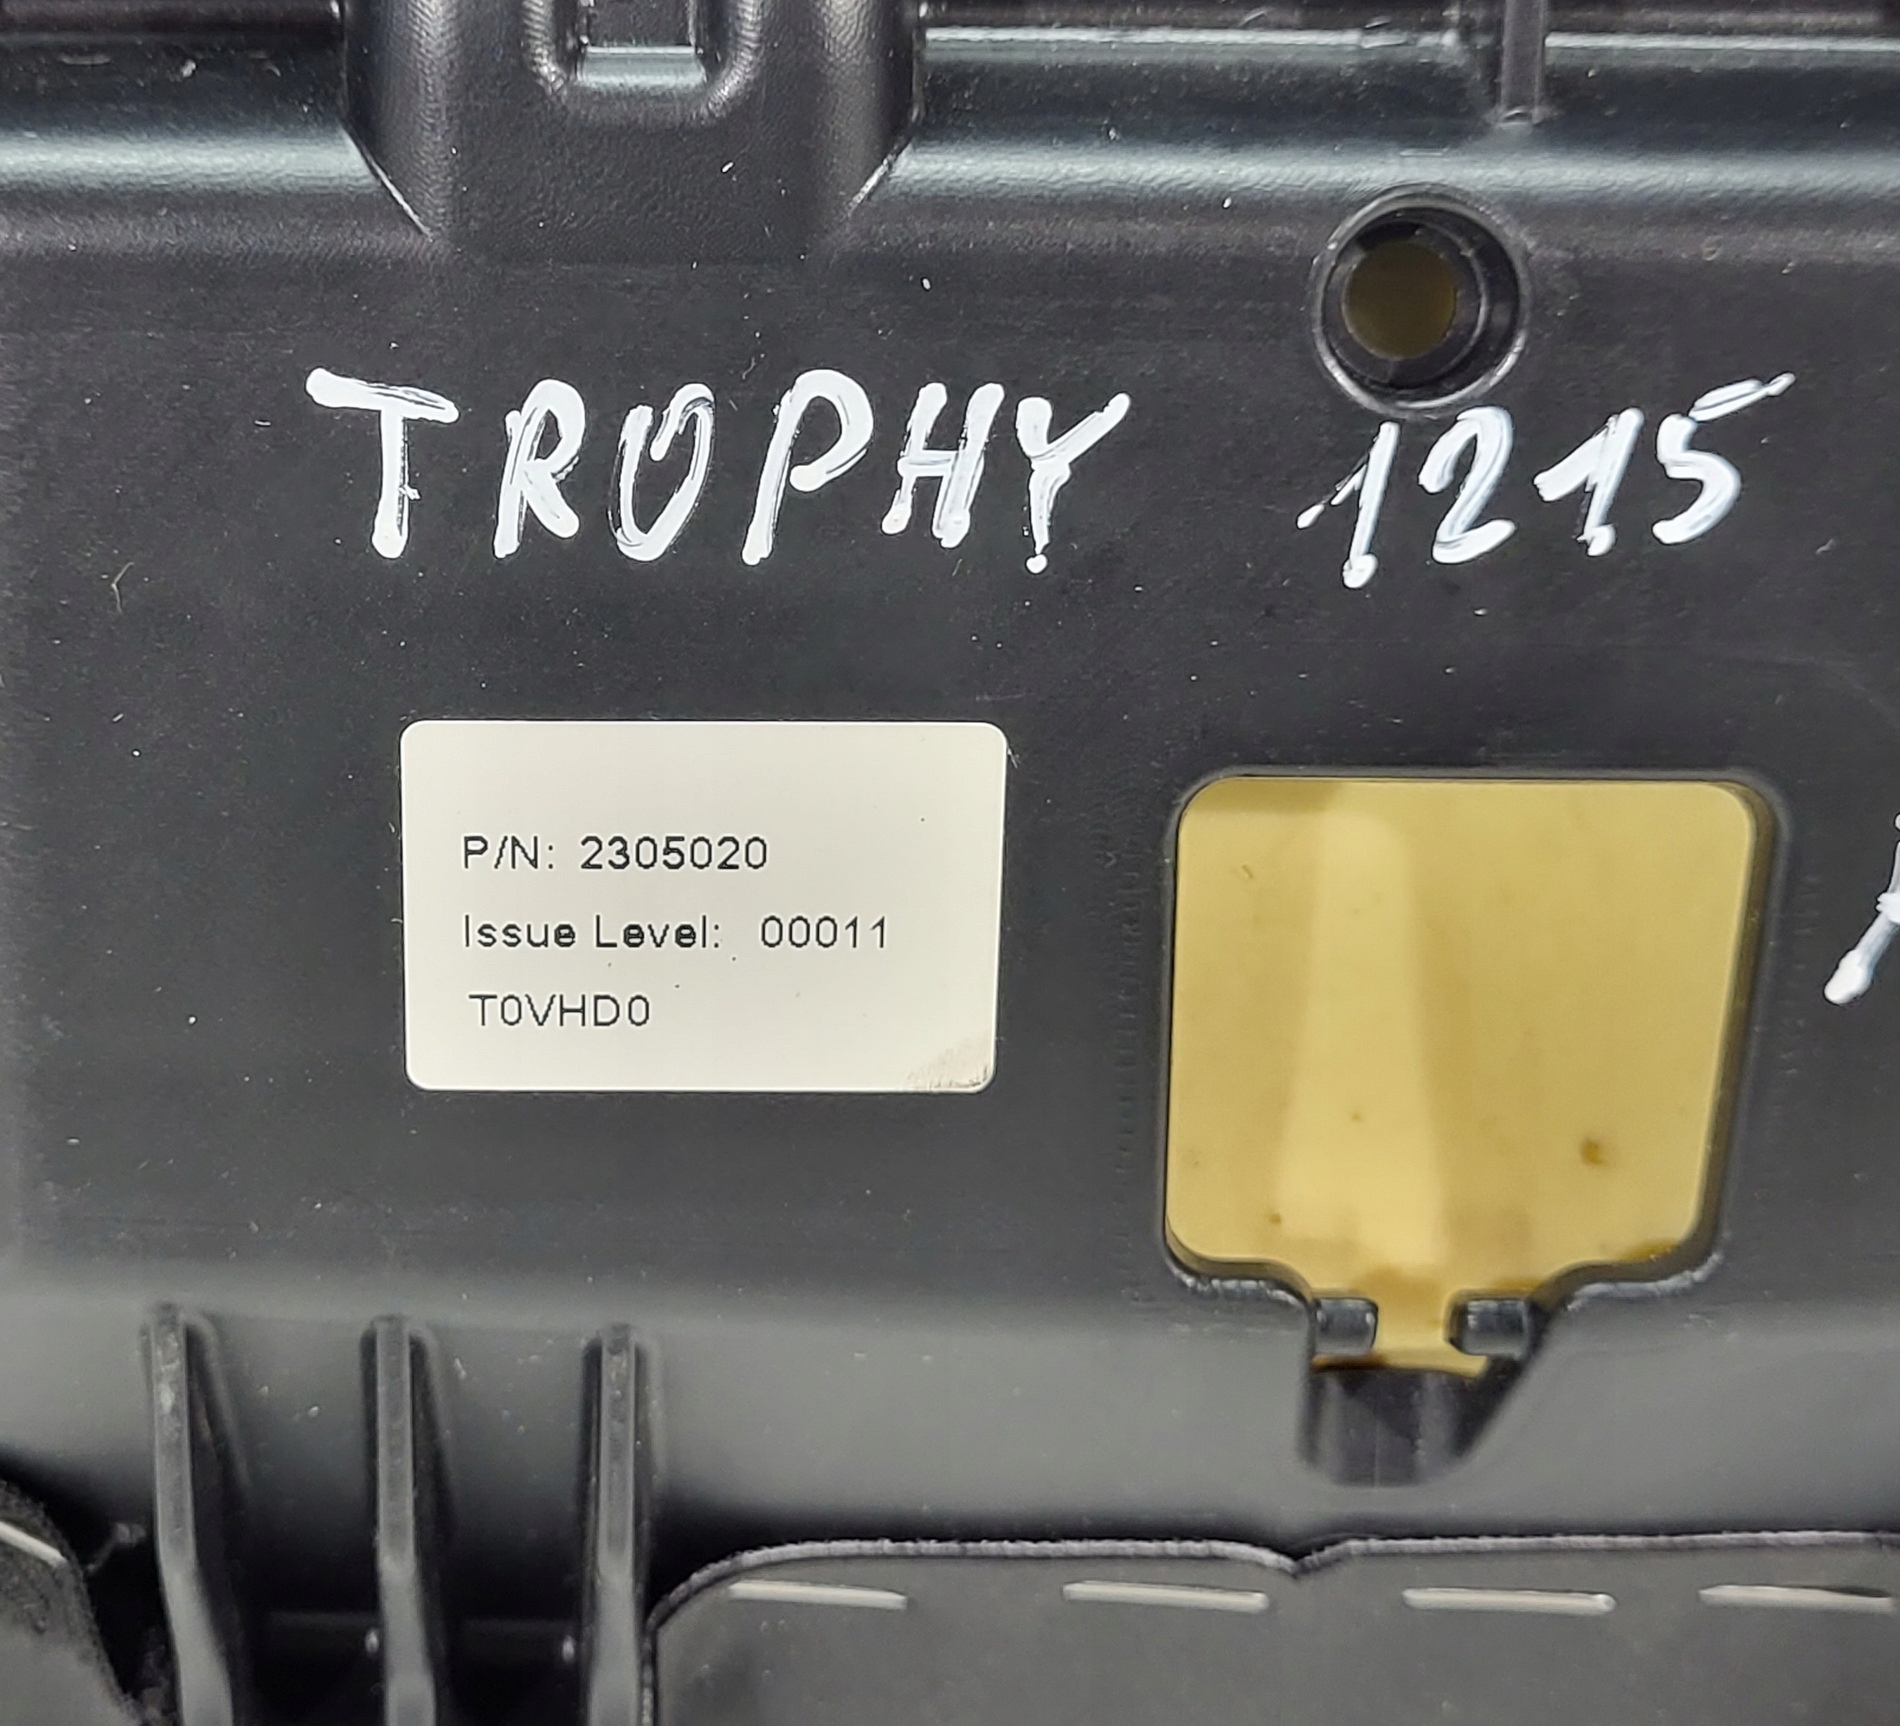 TROPHY 1215
P/N: 2305020
Issue Level: 00011
T0VHD0